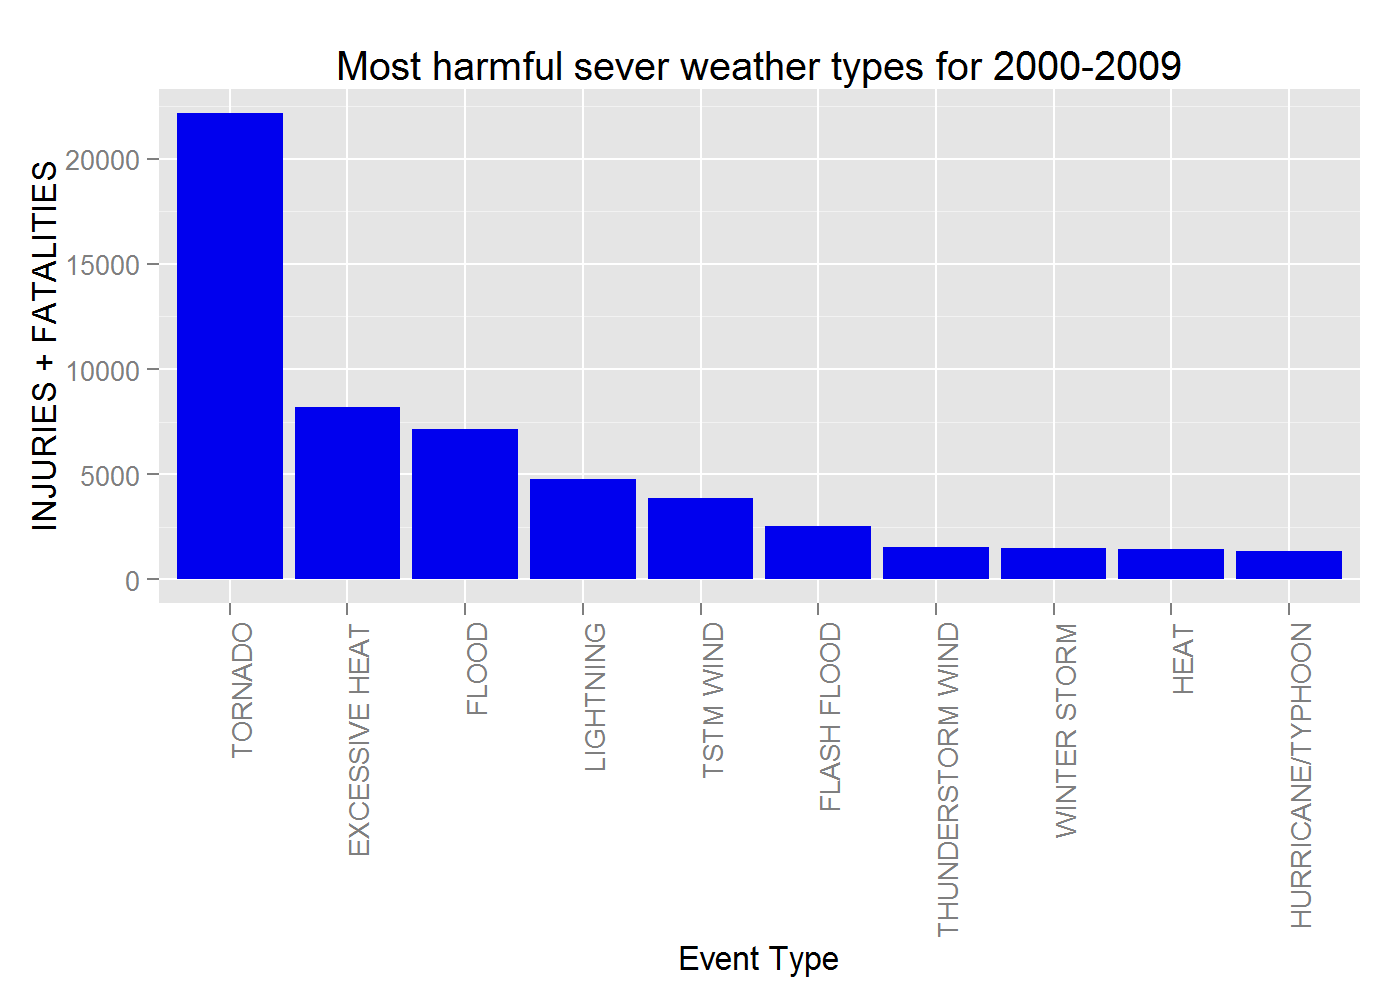 Most harmful sever weather types for 2000-2009
INJURIES + FATALITIES
20000
15000
10000
5000
0
TORNADO
EXCESSIVE HEAT
FLOOD
LIGHTNING
TSTM WIND
FLASH FLOOD
THUNDERSTORM WIND
WINTER STORM
HEAT
HURRICANE/TYPHOON
Event Type